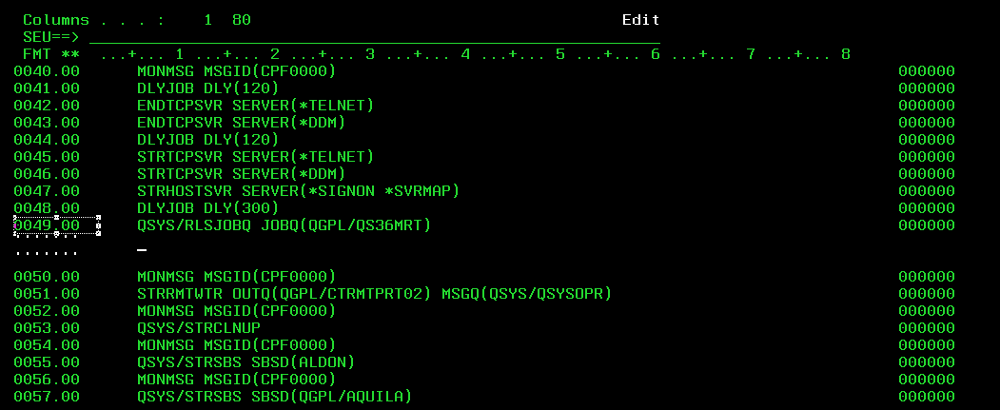 Columns . . . :    1  80                                        Edit
SEU==>
FMT **  ...+... 1 ...+... 2 ...+... 3 ...+... 4 ...+... 5 ...+... 6 ...+... 7 ...+... 8
0040.00      MONMSG MSGID(CPF0000)      000000
0041.00      DLYJOB DLY(120)      000000
0042.00      ENDTCPSVR SERVER(*TELNET)      000000
0043.00      ENDTCPSVR SERVER(*DDM)      000000
0044.00      DLYJOB DLY(120)      000000
0045.00      STRTCPSVR SERVER(*TELNET)      000000
0046.00      STRTCPSVR SERVER(*DDM)      000000
0047.00      STRHOSTSVR SERVER(*SIGNON *SVRMAP)      000000
0048.00      DLYJOB DLY(300)      000000
0049.00      QSYS/RLSJOBQ JOBQ(QGPL/QS36MRT)      000000
.......
.......      _
0050.00      MONMSG MSGID(CPF0000)      000000
0051.00      STRRMTWTR OUTQ(QGPL/CTRMTPRT02) MSGQ(QSYS/QSYSOPR)      000000
0052.00      MONMSG MSGID(CPF0000)      000000
0053.00      QSYS/STRCLNUP      000000
0054.00      MONMSG MSGID(CPF0000)      000000
0055.00      QSYS/STRSBS SBSD(ALDON)      000000
0056.00      MONMSG MSGID(CPF0000)      000000
0057.00      QSYS/STRSBS SBSD(QGPL/AQUILA)      000000